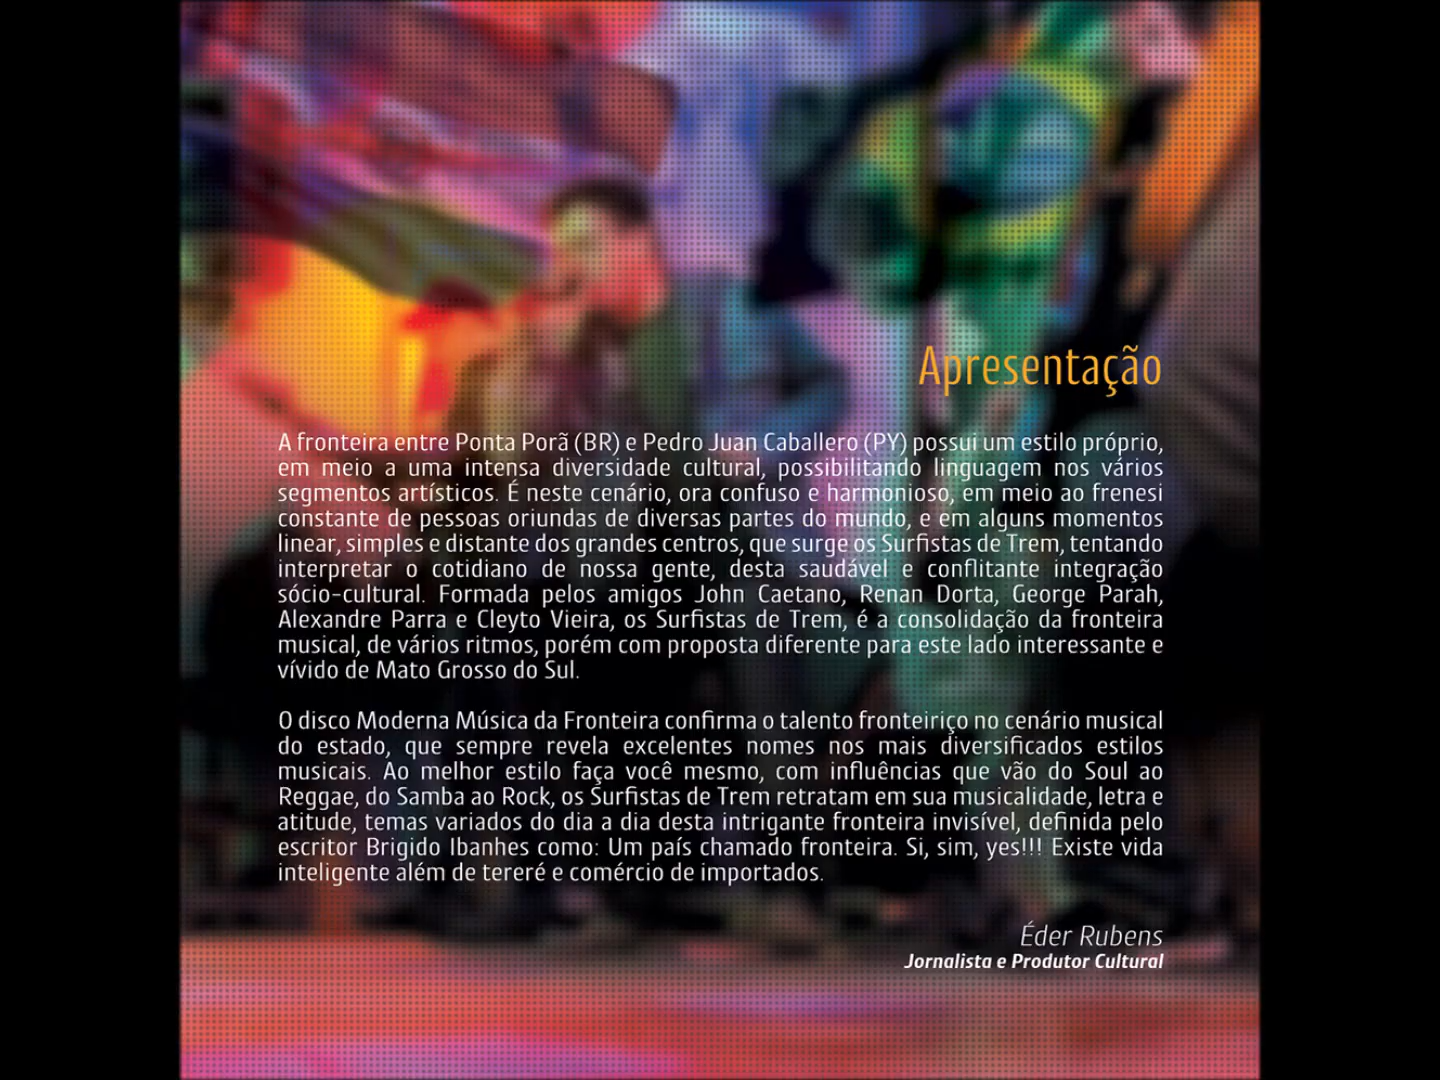 Apresentação
A fronteira entre Ponta Porã (BR) e Pedro Juan Caballero (PY) possui um estilo próprio,
em meio a uma intensa diversidade cultural, possibilitando linguagem nos vários
segmentos artísticos. É neste cenário, ora confuso e harmonioso, em meio ao frenesi
constante de pessoas oriundas de diversas partes do mundo, e em alguns momentos
linear, simples e distante dos grandes centros, que surge os Surfistas de Trem, tentando
interpretar o cotidiano de nossa gente, desta saudável e conflitante integração
sócio-cultural. Formada pelos amigos John Caetano, Renan Dorta, George Parah,
Alexandre Parra e Cleyto Vieira, os Surfistas de Trem, é a consolidação da fronteira
musical, de vários ritmos, porém com proposta diferente para este lado interessante e
vívido de Mato Grosso do Sul.
O disco Moderna Música da Fronteira confirma o talento fronteiriço no cenário musical
do estado, que sempre revela excelentes nomes nos mais diversificados estilos
musicais. Ao melhor estilo faça você mesmo, com influências que vão do Soul ao
Reggae, do Samba ao Rock, os Surfistas de Trem retratam em sua musicalidade, letra e
atitude, temas variados do dia a dia desta intrigante fronteira invisível, definida pelo
escritor Brigido Ibanhes como: Um país chamado fronteira. Si, sim, yes!!! Existe vida
inteligente além de tereré e comércio de importados.
Éder Rubens
Jornalista e Produtor Cultural